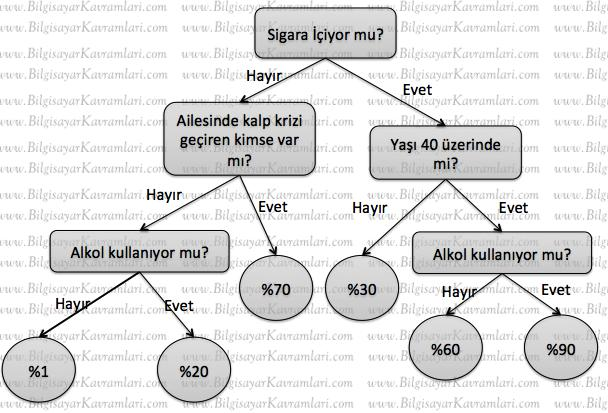 Sigara İçiyor mu?
Hayır
Evet
Ailesinde kalp krizi
geçiren kimse var
mı?
Yaşı 40 üzerinde
mi?
Hayır
Evet
Hayır
Evet
Alkol kullanıyor mu?
%70
%30
Alkol kullanıyor mu?
Hayır
Evet
Hayır
Evet
%1
%20
%60
%90
www.BilgisayarKavramlari.com